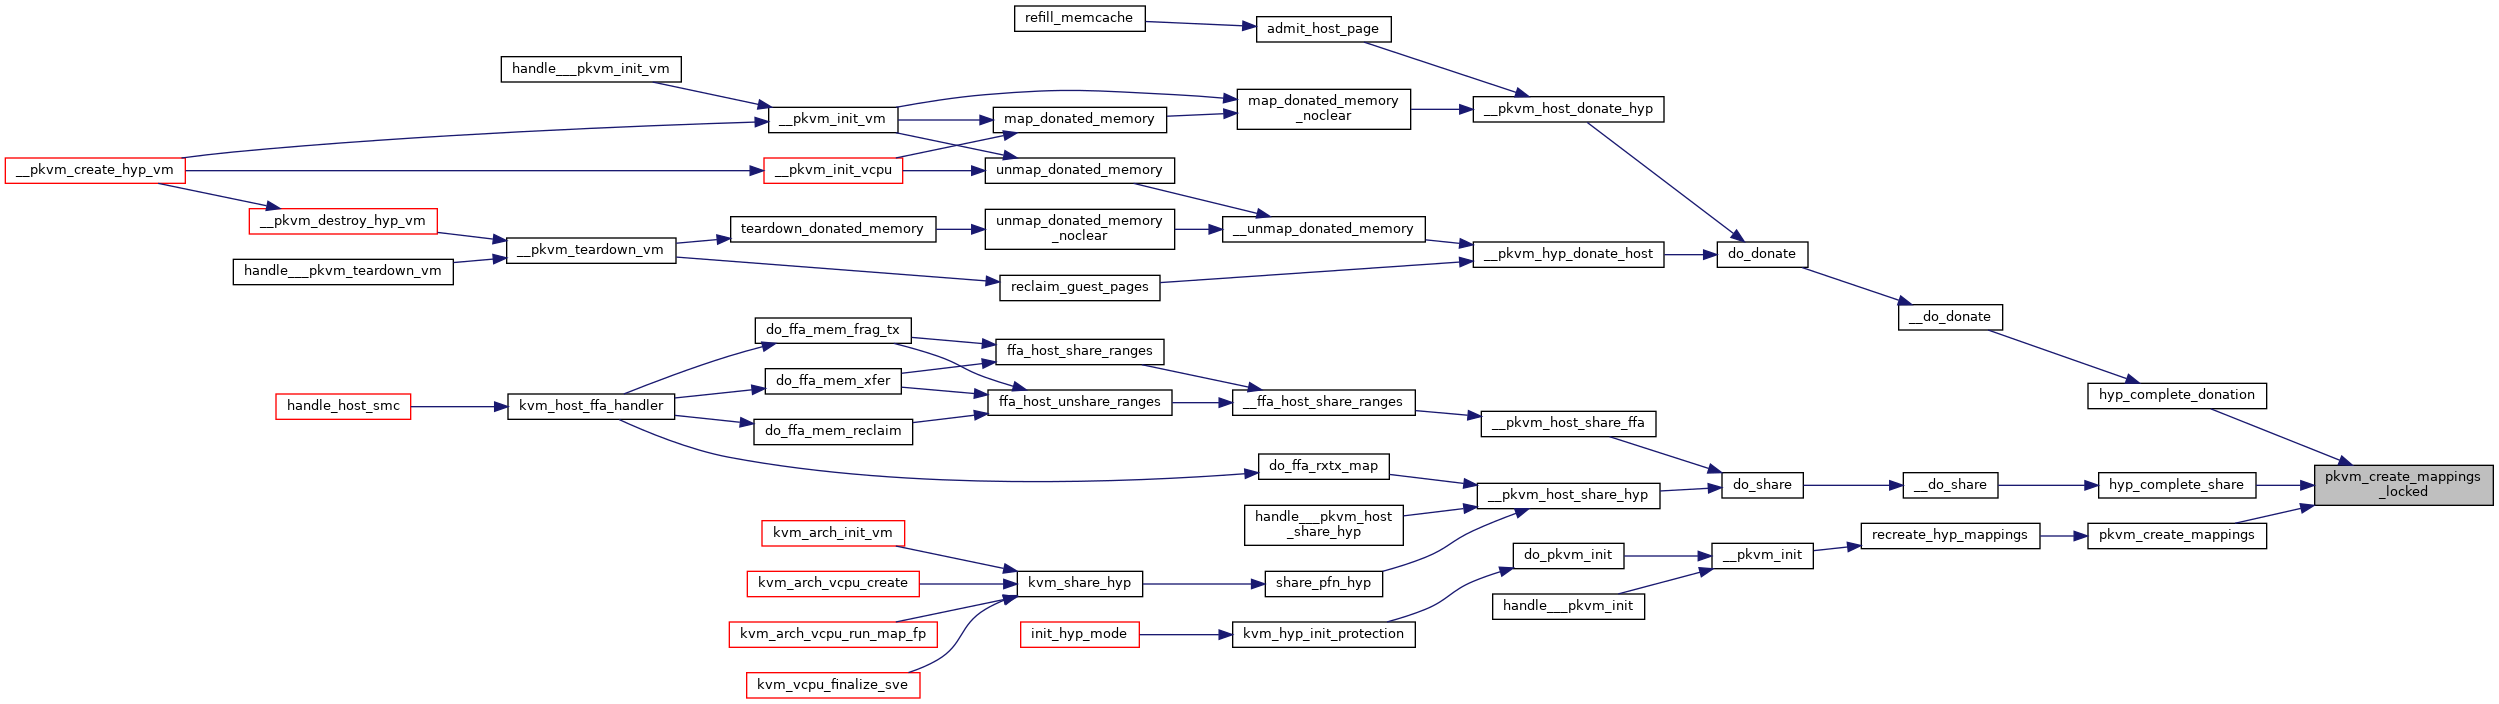 refill_memcache
admit_host_page
handle___pkvm_init_vm
map_donated_memory
_noclear
__pkvm_host_donate_hyp
__pkvm_init_vm
map_donated_memory
__pkvm_create_hyp_vm
__pkvm_init_vcpu
unmap_donated_memory
__pkvm_destroy_hyp_vm
teardown_donated_memory
unmap_donated_memory
_noclear
__unmap_donated_memory
__pkvm_teardown_vm
__pkvm_hyp_donate_host
do_donate
handle___pkvm_teardown_vm
reclaim_guest_pages
__do_donate
do_ffa_mem_frag_tx
ffa_host_share_ranges
do_ffa_mem_xfer
hyp_complete_donation
handle_host_smc
kvm_host_ffa_handler
ffa_host_unshare_ranges
__ffa_host_share_ranges
do_ffa_mem_reclaim
__pkvm_host_share_ffa
do_ffa_rxtx_map
pkvm_create_mappings
_locked
do_share
__do_share
hyp_complete_share
__pkvm_host_share_hyp
handle___pkvm_host
_share_hyp
kvm_arch_init_vm
recreate_hyp_mappings
pkvm_create_mappings
do_pkvm_init
__pkvm_init
kvm_arch_vcpu_create
kvm_share_hyp
share_pfn_hyp
handle___pkvm_init
kvm_arch_vcpu_run_map_fp
init_hyp_mode
kvm_hyp_init_protection
kvm_vcpu_finalize_sve